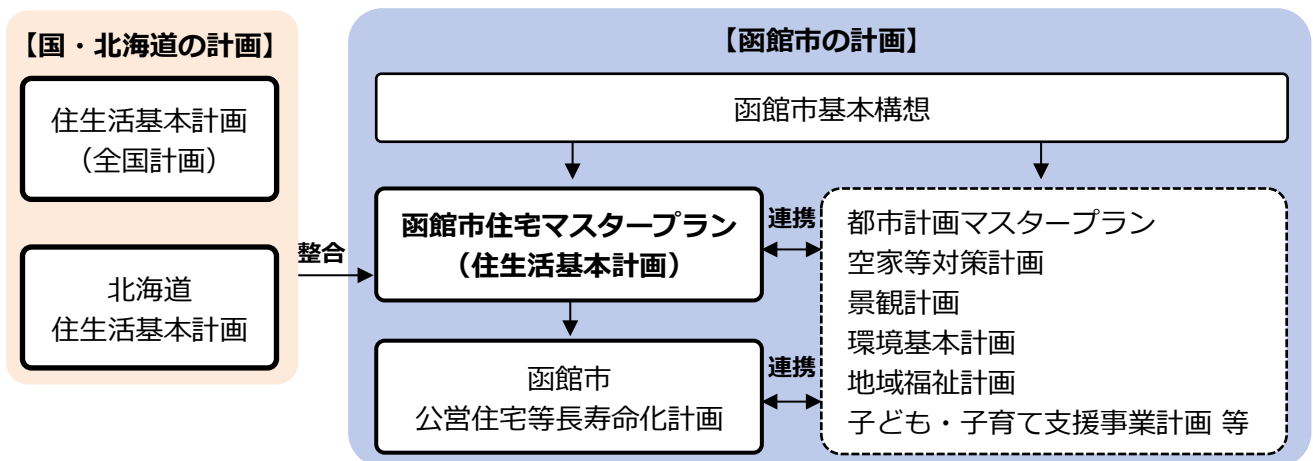 【国・北海道の計画】
住生活基本計画
（全国計画）
北海道
住生活基本計画
整合
【函館市の計画】
函館市基本構想
函館市住宅マスタープラン
（住生活基本計画）
連携
都市計画マスタープラン
空家等対策計画
景観計画
環境基本計画
地域福祉計画
子ども・子育て支援事業計画 等
函館市
公営住宅等長寿命化計画
連携